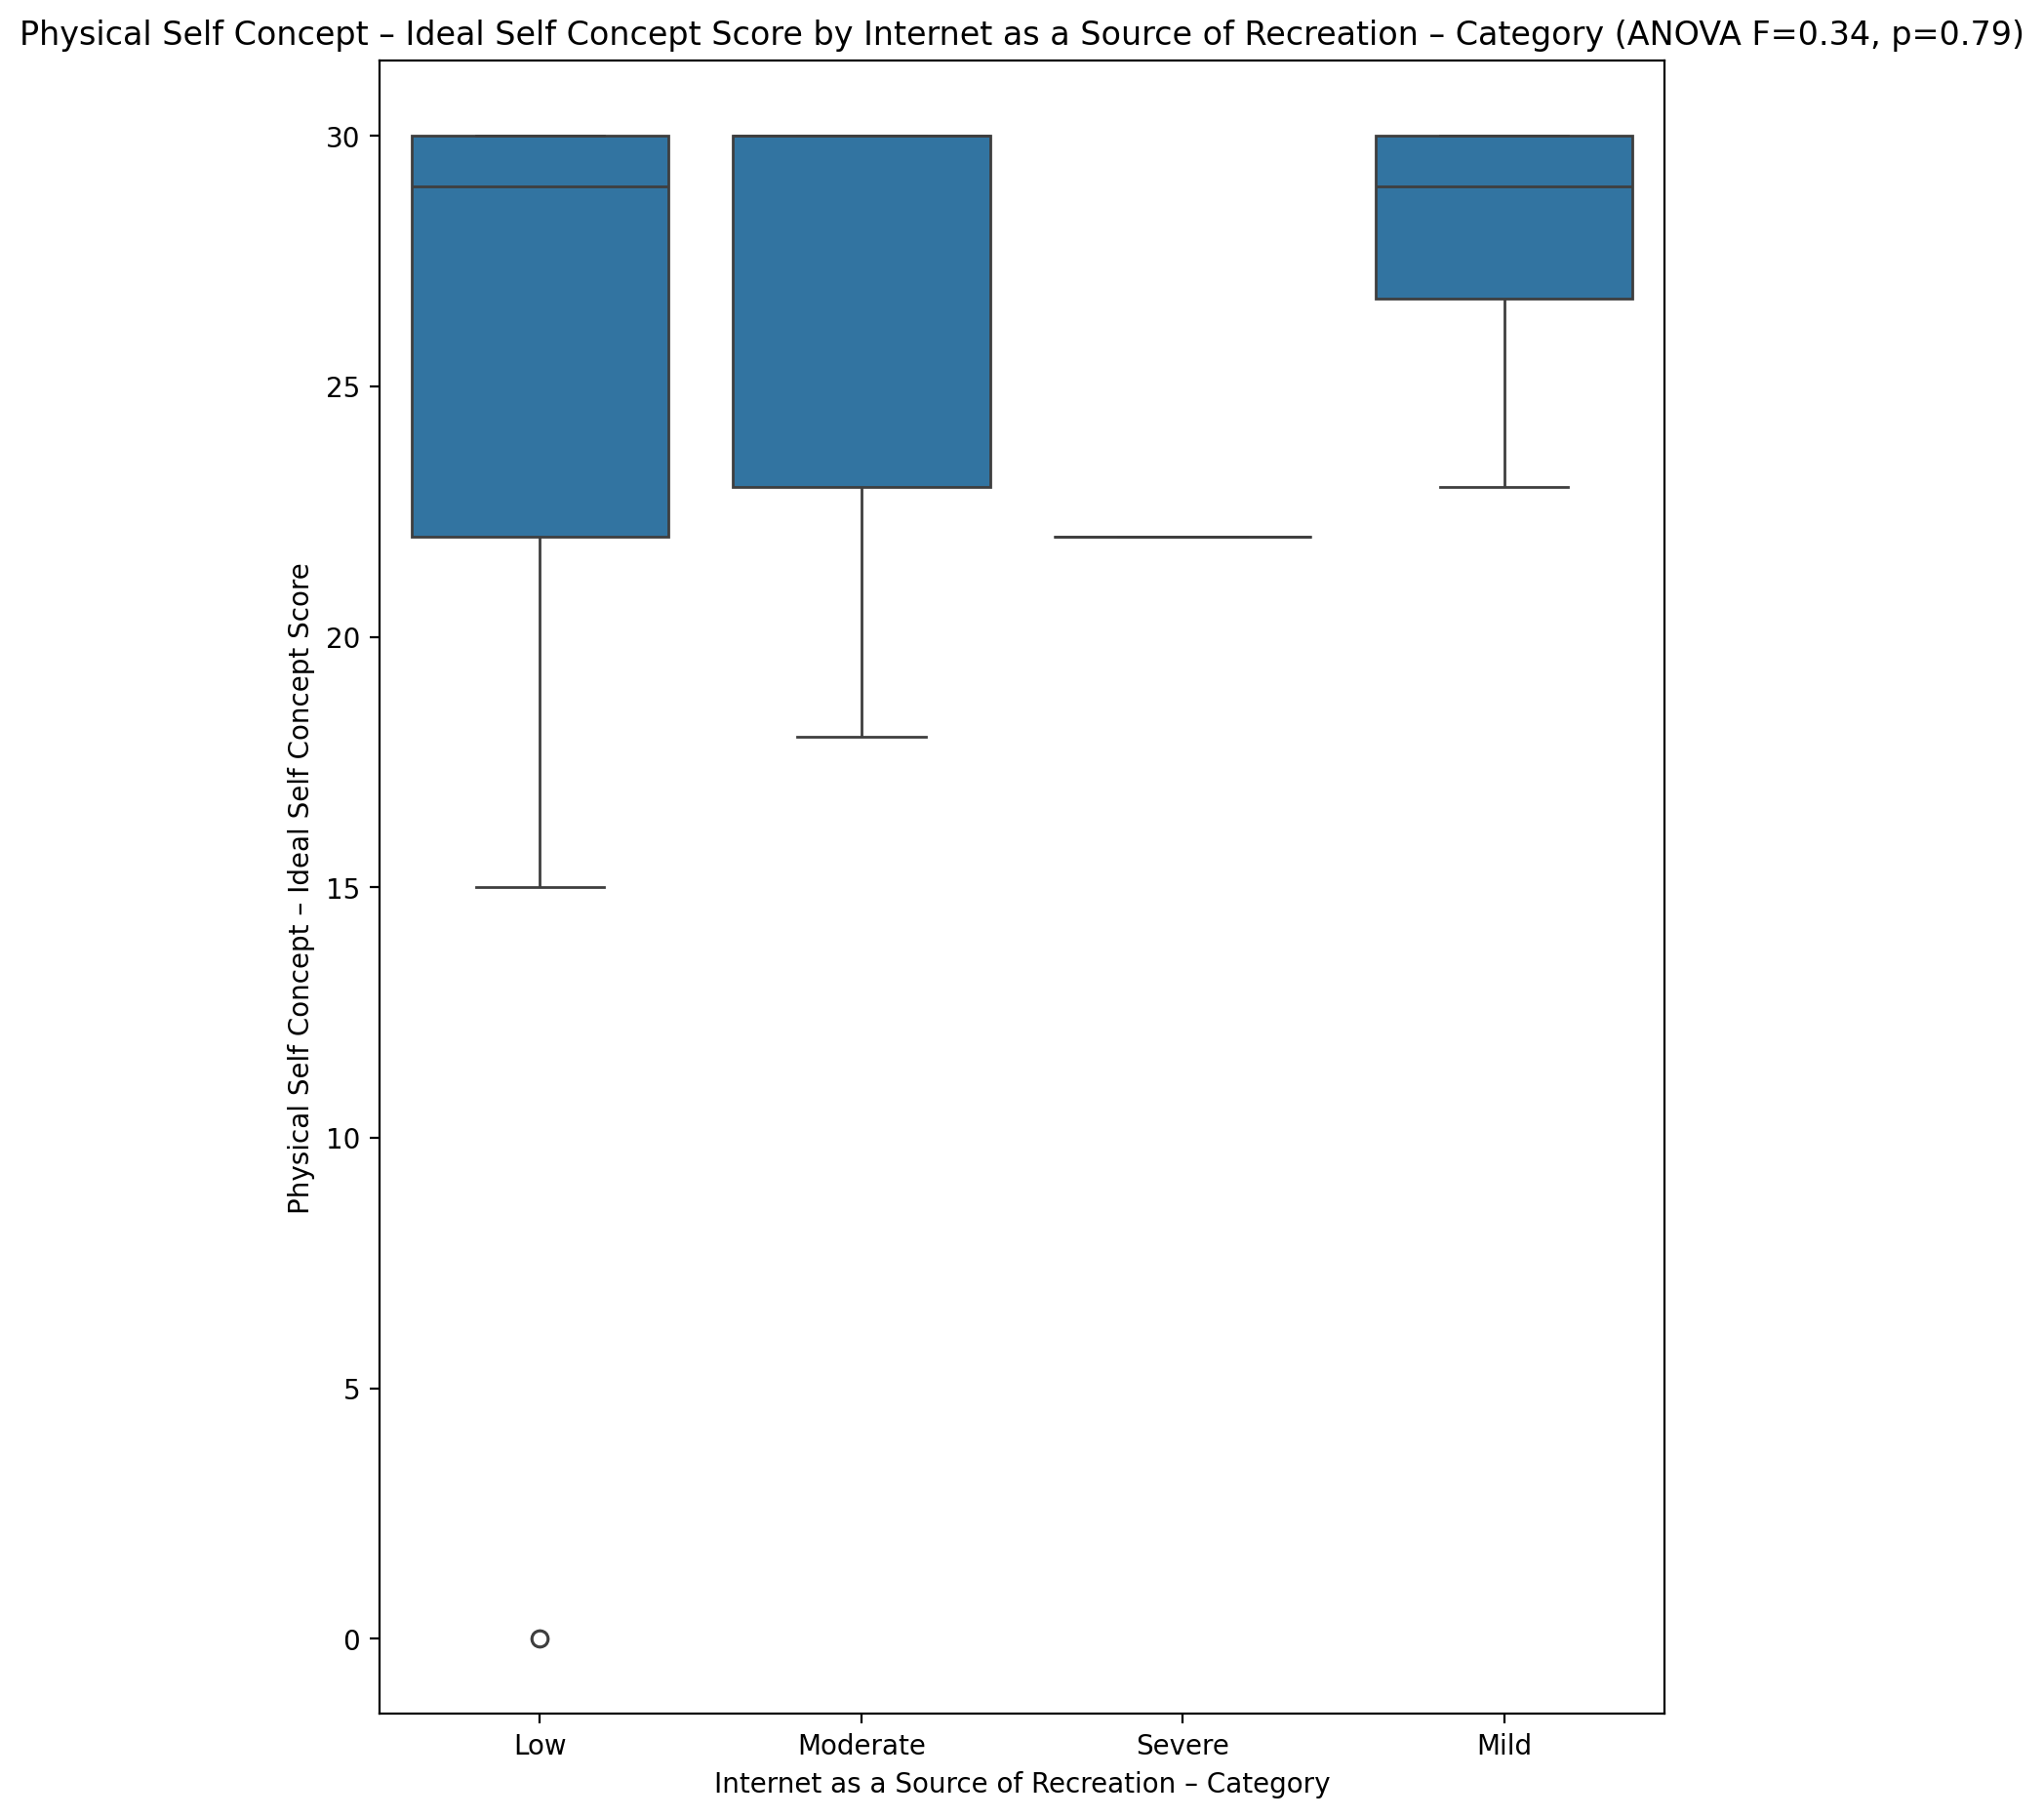 Physical Self Concept – Ideal Self Concept Score by Internet as a Source of Recreation – Category (ANOVA F=0.34, p=0.79)
Physical Self Concept – Ideal Self Concept Score
30
25
20
15
10
5
0
Low Moderate Severe Mild
Internet as a Source of Recreation – Category